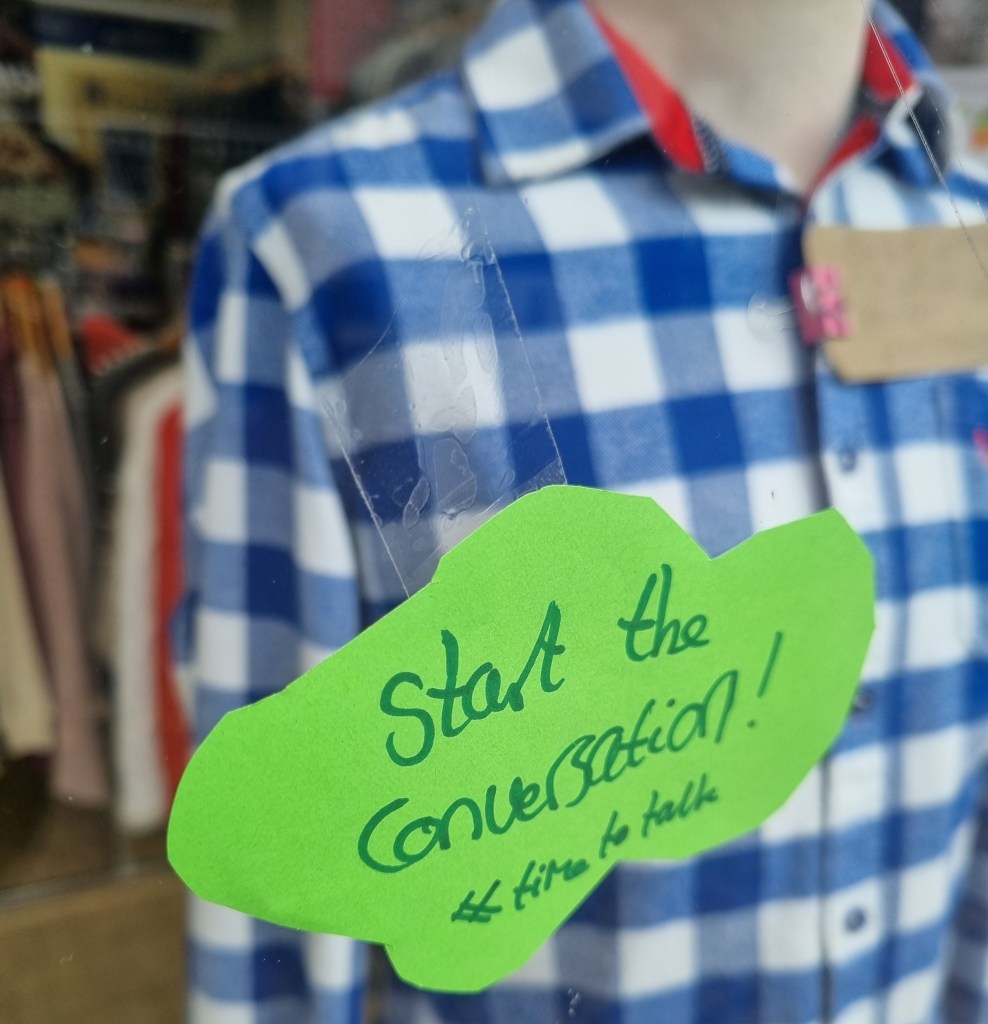 Start the
Conversation!
# time to talk